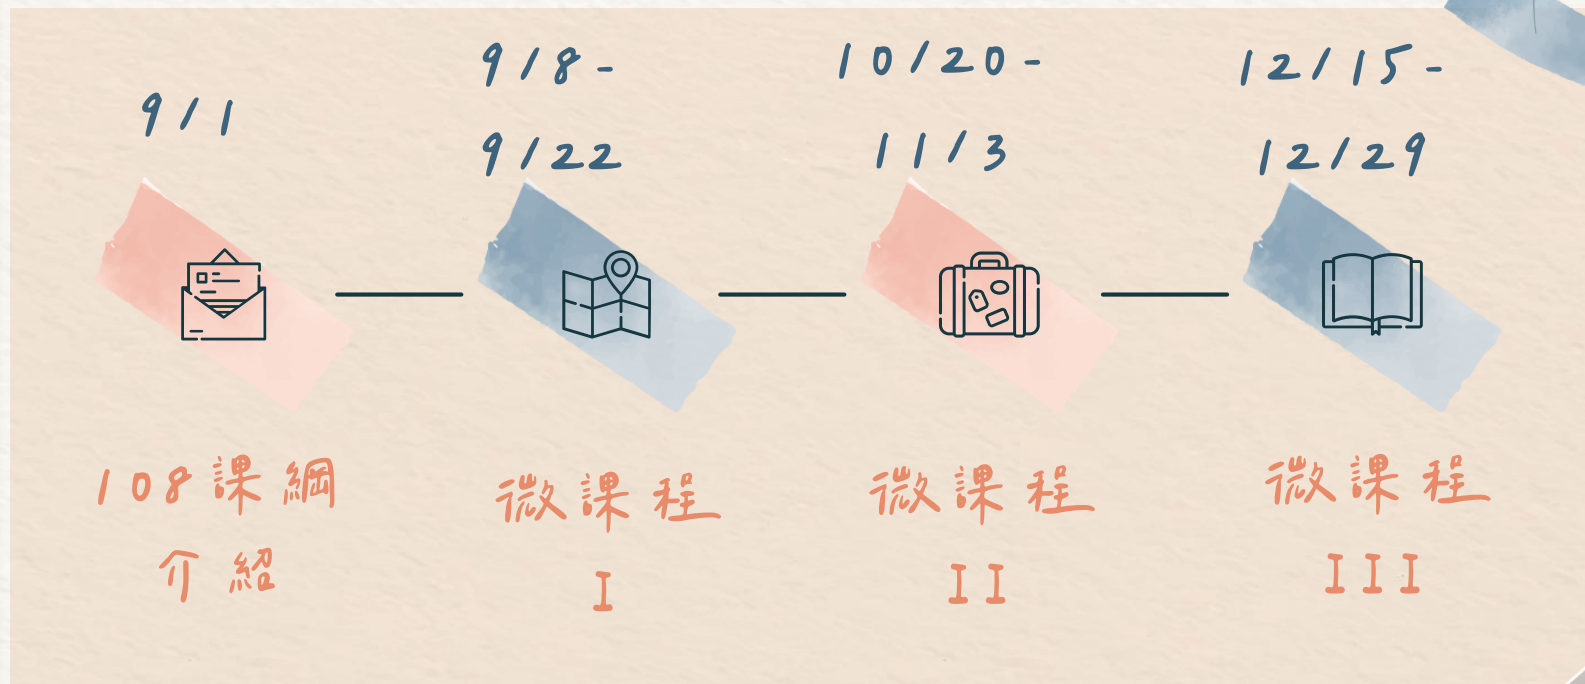 9/1
9/8-
9/22
10/20-
11/3
12/15-
12/29
108課綱
介紹
微課程
I
微課程
II
微課程
III